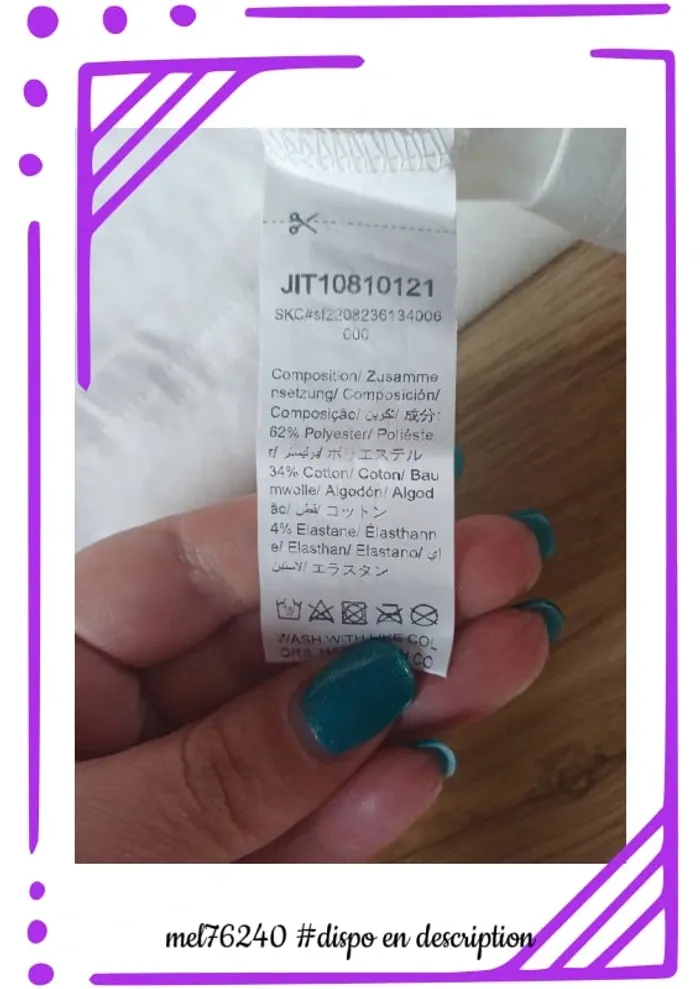 JIT10810121
SKC#sl2208236134006
000
Composition/ Zusamme
nsetzung/ Composición/
Composição/ تكوين/ 成分:
62% Polyester/ Poliéste
r/ بوليستر/ ポリエステル
34% Cotton/ Coton/ Bau
mwolle/ Algodón/ Algod
ão/ قطن/ コットン
4% Elastane/ Élasthann
e/ Elasthan/ Elastano/
エラスタン
WASH WITH LIKE COL
ORS
CO
mel76240 #dispo en description